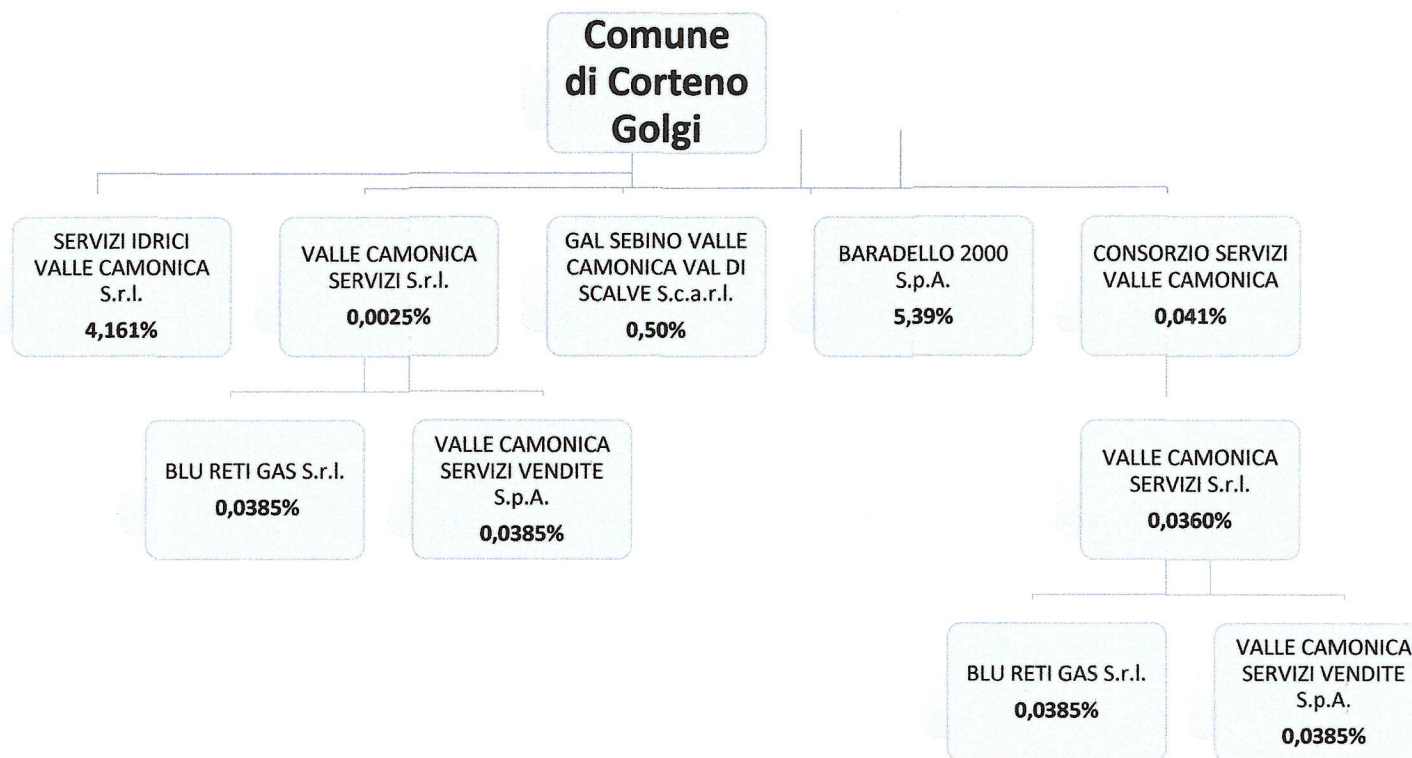 Comune
di Corteno
Golgi
SERVIZI IDRICI
VALLE CAMONICA
S.r.l.
4,161%
VALLE CAMONICA
SERVIZI S.r.l.
0,0025%
GAL SEBINO VALLE
CAMONICA VAL DI
SCALVE S.c.a.r.l.
0,50%
BARADELLO 2000
S.p.A.
5,39%
CONSORZIO SERVIZI
VALLE CAMONICA
0,041%
BLU RETI GAS S.r.l.
0,0385%
VALLE CAMONICA
SERVIZI VENDITE
S.p.A.
0,0385%
VALLE CAMONICA
SERVIZI S.r.l.
0,0360%
BLU RETI GAS S.r.l.
0,0385%
VALLE CAMONICA
SERVIZI VENDITE
S.p.A.
0,0385%